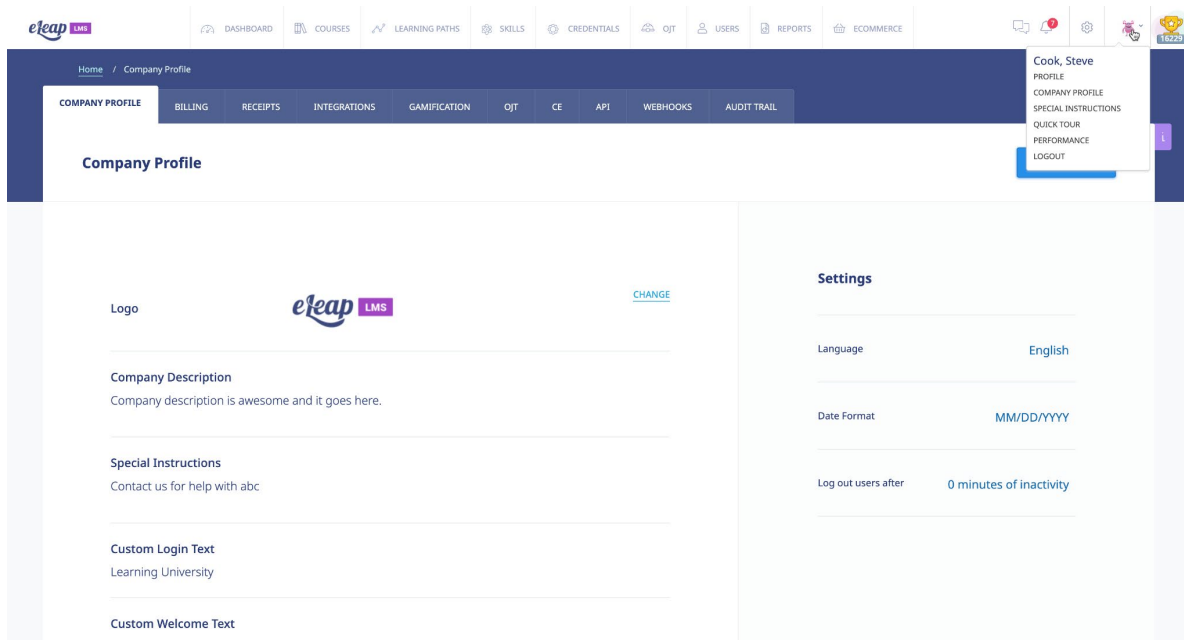 eleap LMS
DASHBOARD
COURSES
LEARNING PATHS
SKILLS
CREDENTIALS
OJT
USERS
REPORTS
ECOMMERCE
7
16229
Cook, Steve
PROFILE
COMPANY PROFILE
SPECIAL INSTRUCTIONS
QUICK TOUR
PERFORMANCE
LOGOUT
Home / Company Profile
COMPANY PROFILE
BILLING
RECEIPTS
INTEGRATIONS
GAMIFICATION
OJT
CE
API
WEBHOOKS
AUDIT TRAIL
Company Profile
Logo
eleap LMS
CHANGE
Company Description
Company description is awesome and it goes here.
Special Instructions
Contact us for help with abc
Custom Login Text
Learning University
Custom Welcome Text
Settings
Language
English
Date Format
MM/DD/YYYY
Log out users after
0 minutes of inactivity